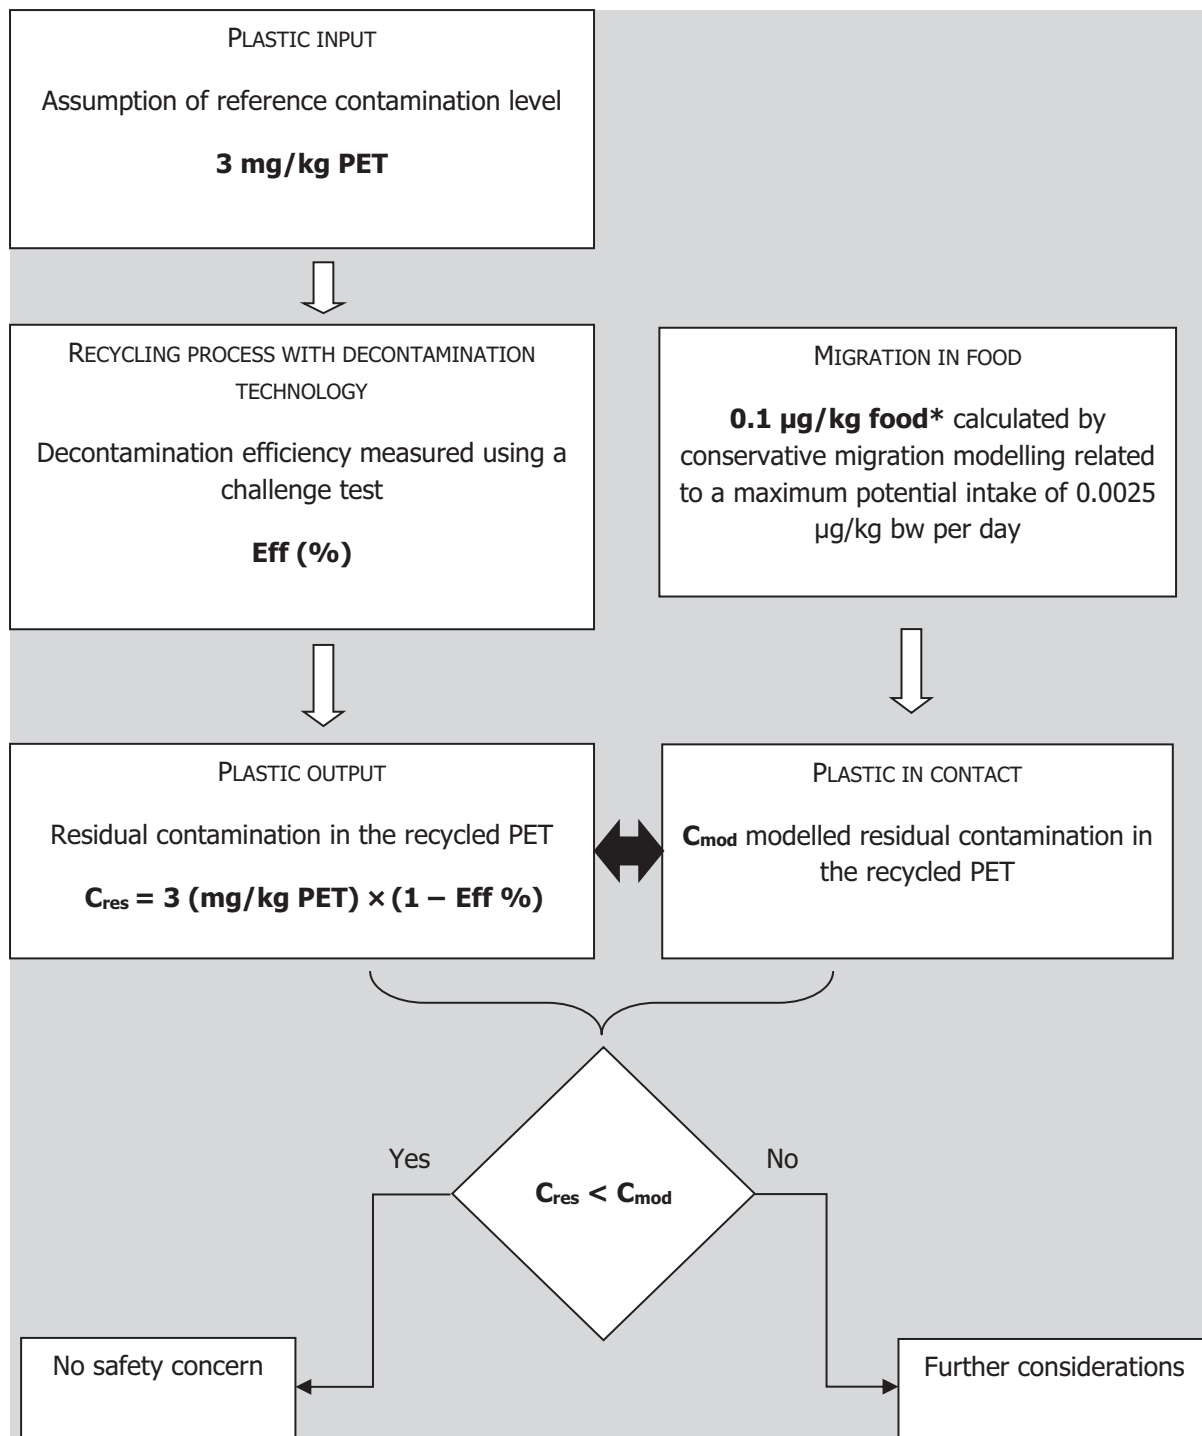 PLASTIC INPUT
Assumption of reference contamination level
3 mg/kg PET
RECYCLING PROCESS WITH DECONTAMINATION
TECHNOLOGY
Decontamination efficiency measured using a
challenge test
Eff (%)
MIGRATION IN FOOD
0.1 µg/kg food* calculated by
conservative migration modelling related
to a maximum potential intake of 0.0025
µg/kg bw per day
PLASTIC OUTPUT
Residual contamination in the recycled PET
Cres = 3 (mg/kg PET) × (1 – Eff %)
PLASTIC IN CONTACT
Cmod modelled residual contamination in
the recycled PET
Yes
No
Cres < Cmod
No safety concern
Further considerations